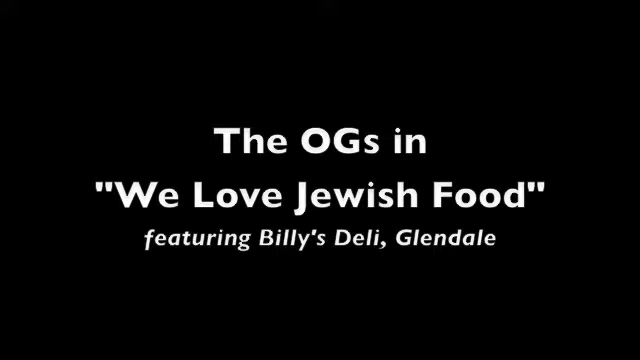 The OGs in
"We Love Jewish Food"
featuring Billy's Deli, Glendale